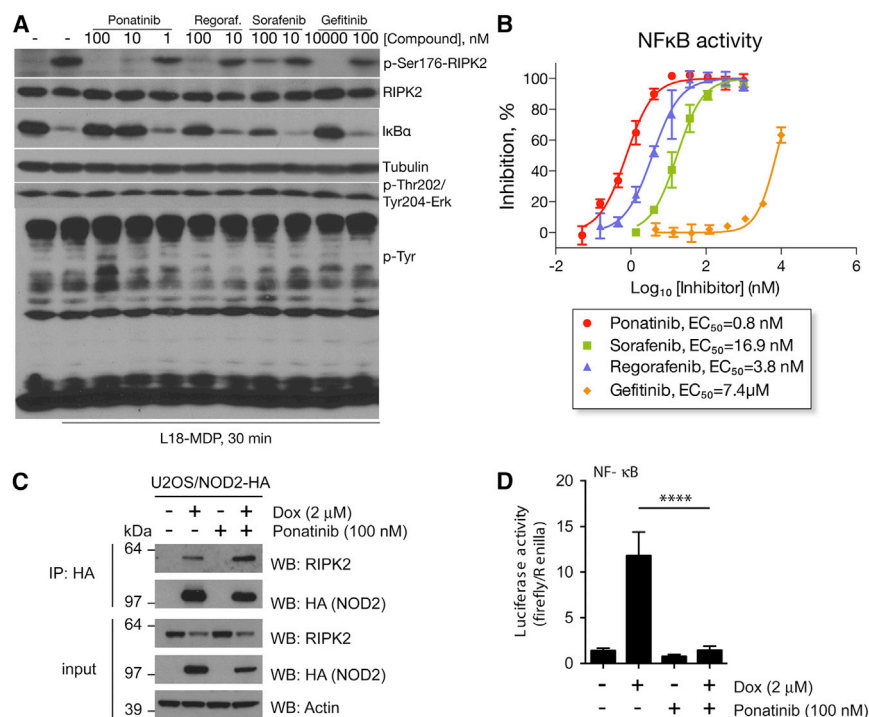 A
Ponatinib Regoraf. Sorafenib Gefitinib
- - 100 10 1 100 10 100 10 10000 100 [Compound], nM
p-Ser176-RIPK2
RIPK2
IκBα
Tubulin
p-Thr202/
Tyr204-Erk
p-Tyr
L18-MDP, 30 min
B
NFκB activity
Inhibition, %
100
80
60
40
20
0
-2 0 2 4 6
Log10 [Inhibitor] (nM)
Ponatinib, EC50=0.8 nM
Sorafenib, EC50=16.9 nM
Regorafenib, EC50=3.8 nM
Gefitinib, EC50=7.4µM
C
U2OS/NOD2-HA
- + - + Dox (2 µM)
kDa - - + + Ponatinib (100 nM)
IP: HA
64
WB: RIPK2
97
WB: HA (NOD2)
input
64
WB: RIPK2
97
WB: HA (NOD2)
39
WB: Actin
D
NF- κB
Luciferase activity
(firefly/R enilla)
20
15
10
5
0
****
- + - + Dox (2 µM)
- - + + Ponatinib (100 nM)